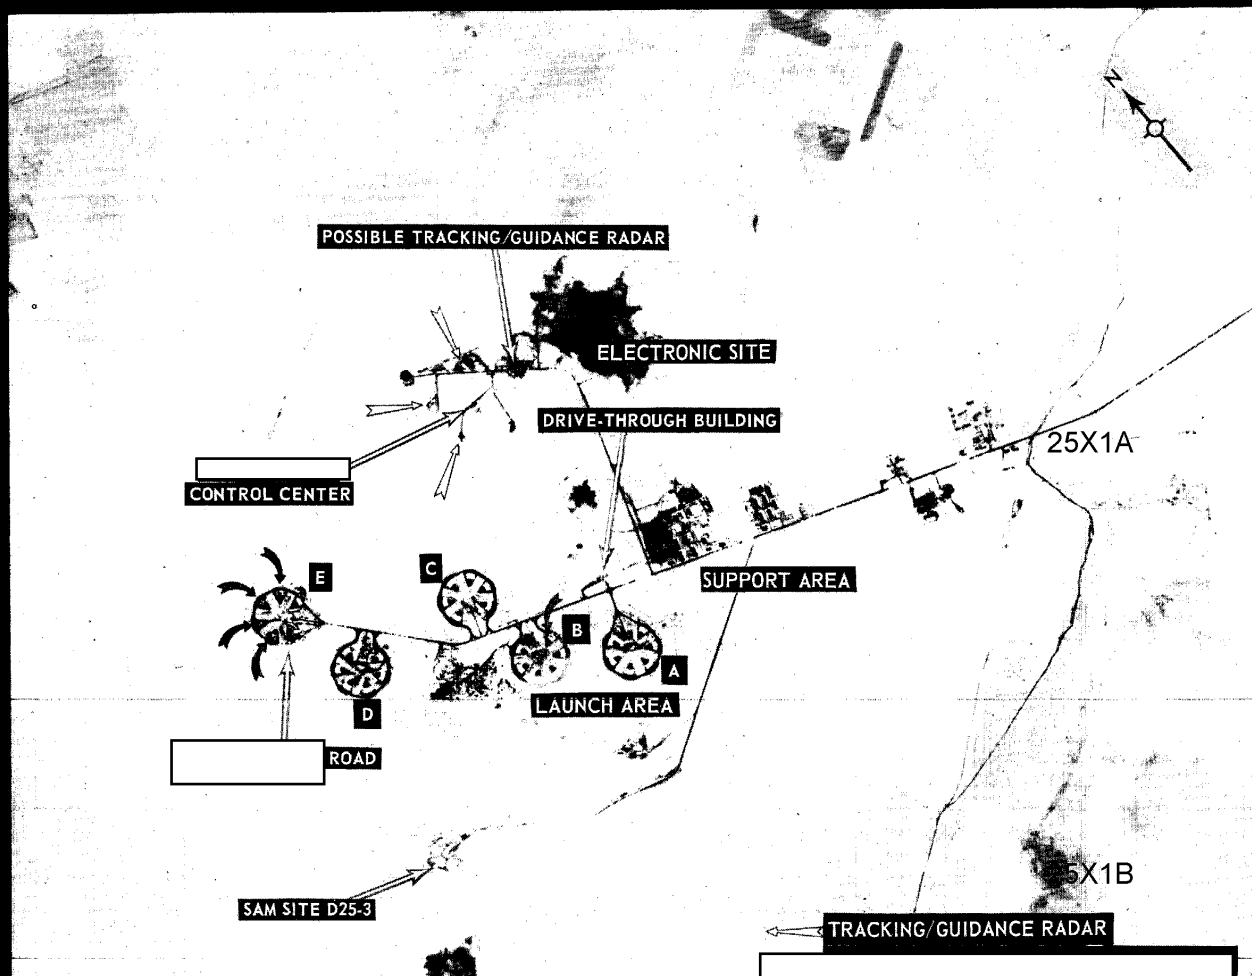 N
POSSIBLE TRACKING/GUIDANCE RADAR
ELECTRONIC SITE
DRIVE-THROUGH BUILDING
25X1A
CONTROL CENTER
C
E
SUPPORT AREA
B
A
D
LAUNCH AREA
ROAD
25X1B
SAM SITE D25-3
TRACKING/GUIDANCE RADAR